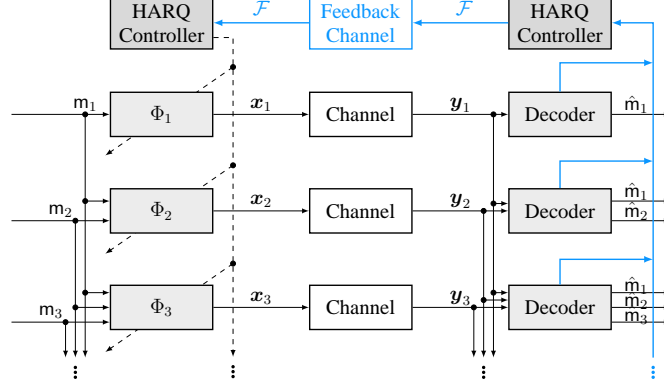 HARQ
Controller
ℱ
Feedback
Channel
ℱ
HARQ
Controller
m₁
Φ₁
𝒙₁
Channel
𝒚₁
Decoder
m̂₁
m₂
Φ₂
𝒙₂
Channel
𝒚₂
Decoder
m̂₁
m̂₂
m₃
Φ₃
𝒙₃
Channel
𝒚₃
Decoder
m̂₁
m̂₂
m̂₃